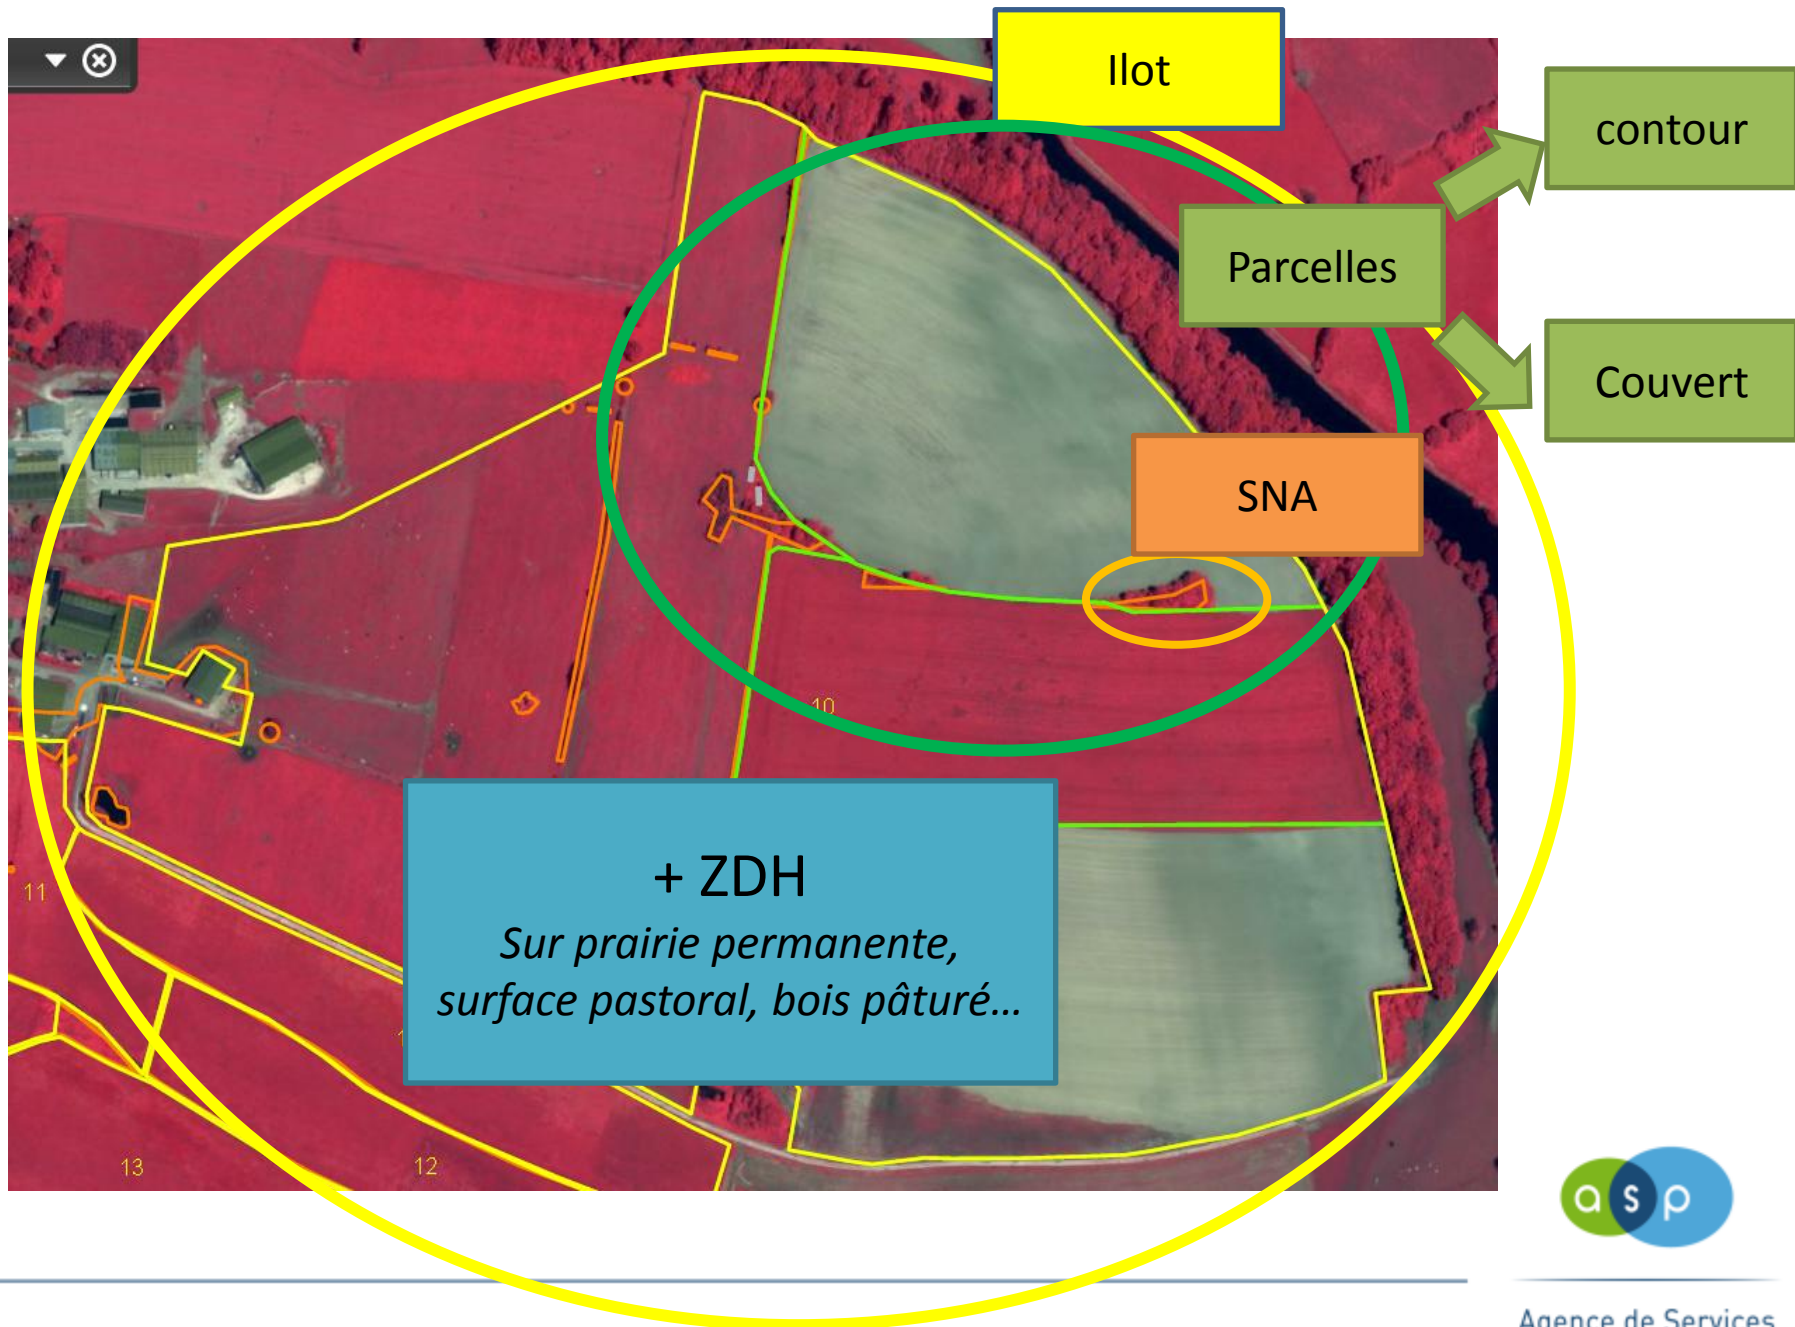 Ilot
contour
Parcelles
Couvert
SNA
10
+ ZDH
Sur prairie permanente,
surface pastoral, bois pâturé...
11
13
12
asp
Agence de Services